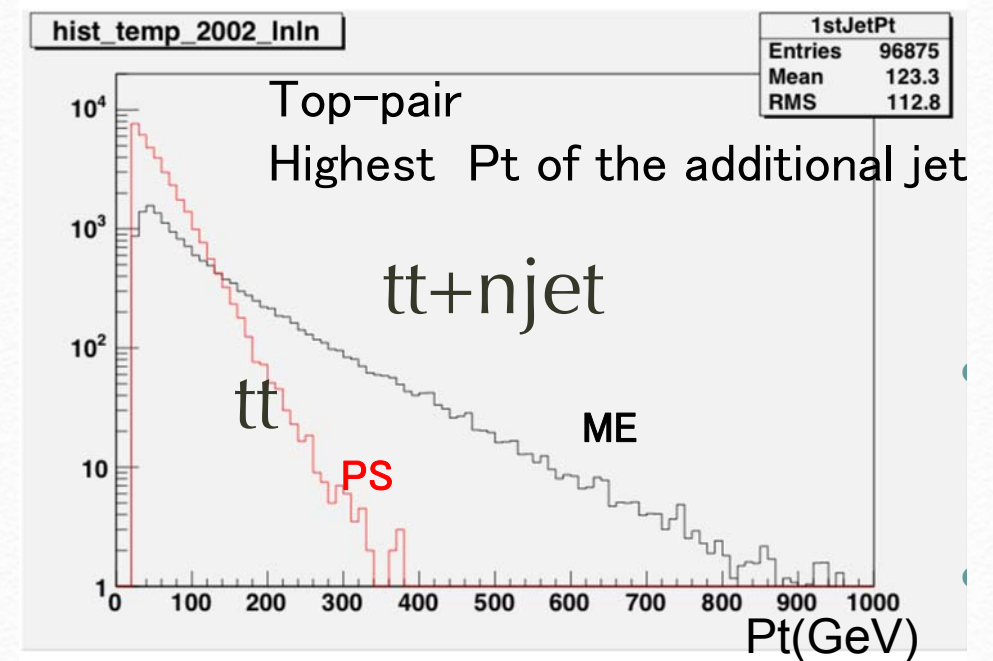 hist_temp_2002_lnln
1stJetPt
Entries 96875
Mean 123.3
RMS 112.8
Top-pair
Highest Pt of the additional jet
tt+njet
tt
ME
PS
10⁴
10³
10²
10
1
0 100 200 300 400 500 600 700 800 900 1000
Pt(GeV)